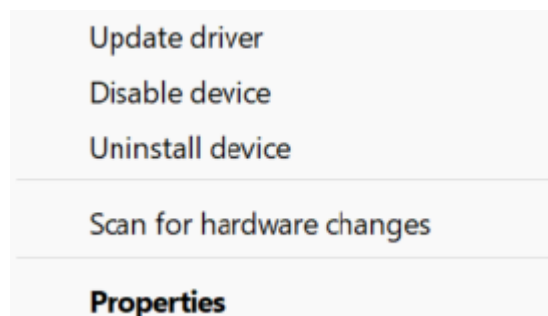 Update driver
Disable device
Uninstall device
Scan for hardware changes
Properties